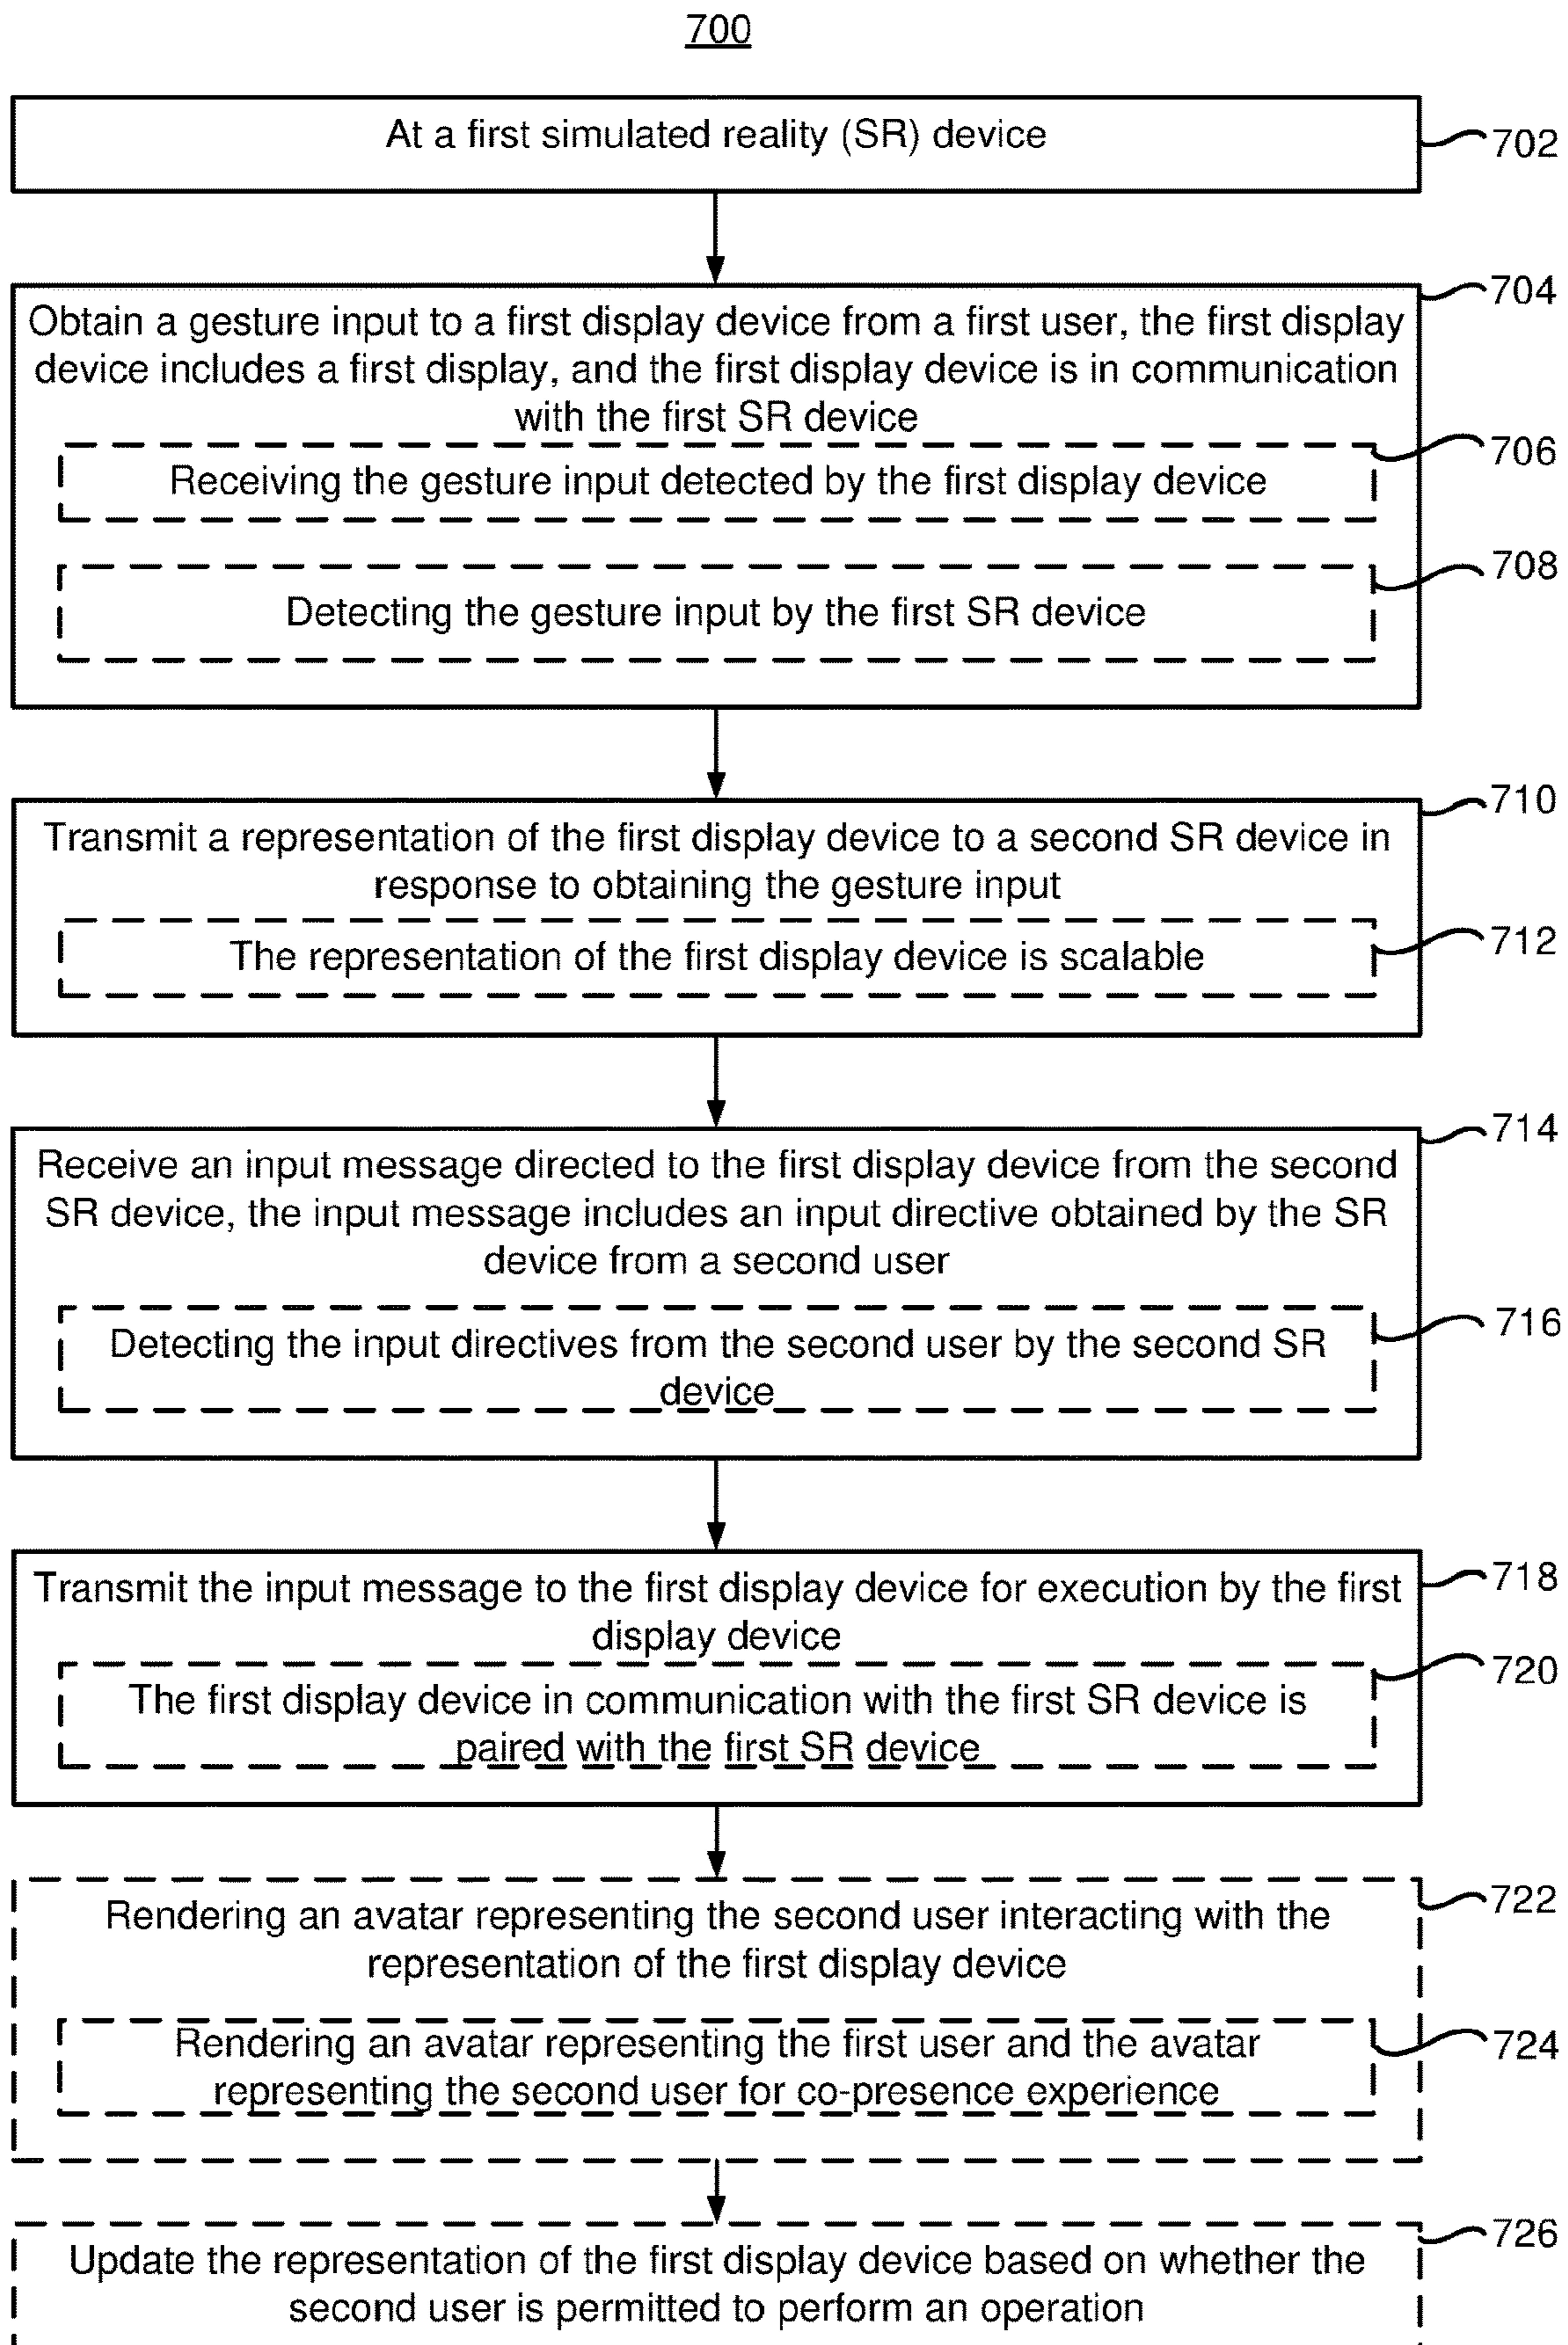 700
At a first simulated reality (SR) device
702
Obtain a gesture input to a first display device from a first user, the first display
device includes a first display, and the first display device is in communication
with the first SR device
704
Receiving the gesture input detected by the first display device
706
Detecting the gesture input by the first SR device
708
Transmit a representation of the first display device to a second SR device in
response to obtaining the gesture input
710
The representation of the first display device is scalable
712
Receive an input message directed to the first display device from the second
SR device, the input message includes an input directive obtained by the SR
device from a second user
714
Detecting the input directives from the second user by the second SR
device
716
Transmit the input message to the first display device for execution by the first
display device
718
The first display device in communication with the first SR device is
paired with the first SR device
720
Rendering an avatar representing the second user interacting with the
representation of the first display device
722
Rendering an avatar representing the first user and the avatar
representing the second user for co-presence experience
724
Update the representation of the first display device based on whether the
second user is permitted to perform an operation
726